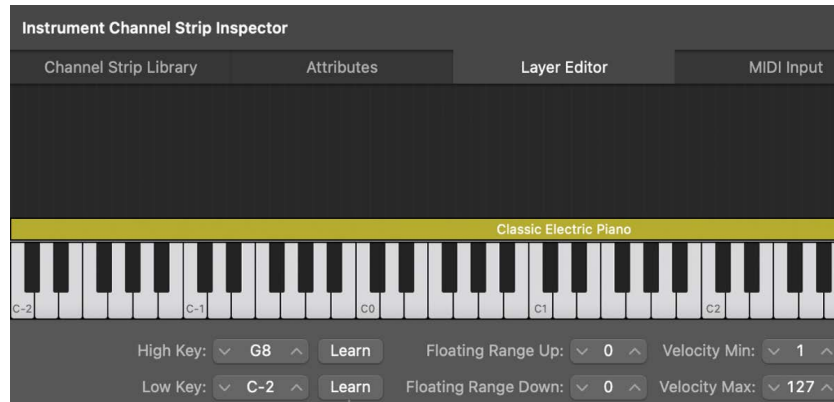 Instrument Channel Strip Inspector
Channel Strip Library Attributes Layer Editor MIDI Input
Classic Electric Piano
C-2 C-1 C0 C1 C2
High Key: G8 Learn Floating Range Up: 0 Velocity Min: 1
Low Key: C-2 Learn Floating Range Down: 0 Velocity Max: 127